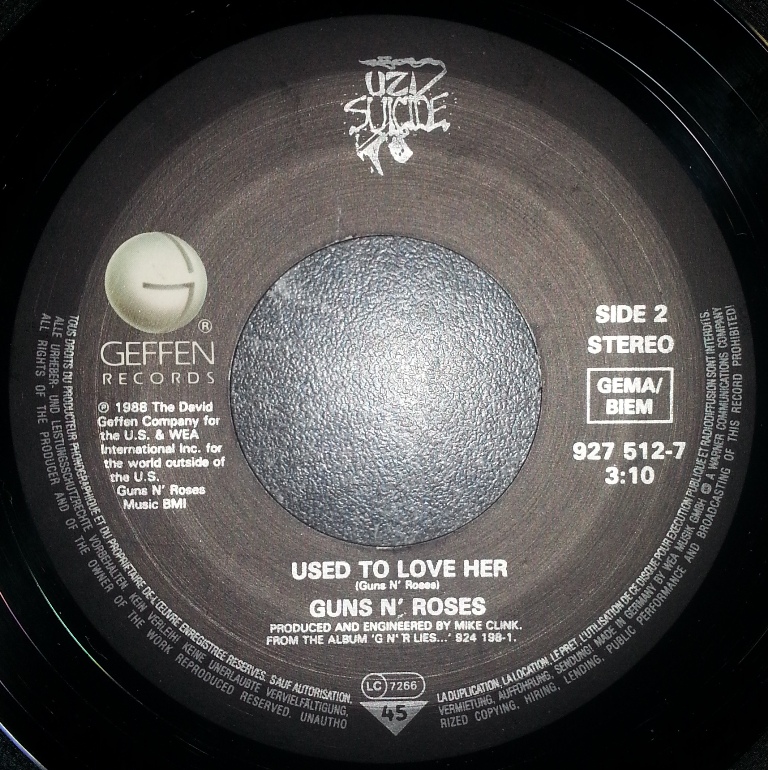 UZI
SUICIDE
G
®
GEFFEN
RECORDS
℗ 1988 The David
Geffen Company for
the U.S. & WEA
International Inc. for
the world outside of
the U.S.
Guns N' Roses
Music BMI
SIDE 2
STEREO
GEMA/
BIEM
927 512-7
3:10
USED TO LOVE HER
(Guns N' Roses)
GUNS N' ROSES
PRODUCED AND ENGINEERED BY MIKE CLINK.
FROM THE ALBUM 'G N' R LIES...' 924 198-1.
LC 7266
45
TOUS DROITS DU PRODUCTEUR PHONOGRAPHIQUE ET DU PROPRIETAIRE DE L'ŒUVRE ENREGISTREE RESERVES. SAUF AUTORISATION, LA DUPLICATION, LA LOCATION, LE PRET, L'UTILISATION DE CE DISQUE POUR EXECUTION PUBLIQUE ET RADIODIFFUSION SONT INTERDITS.
ALLE URHEBER- UND LEISTUNGSSCHUTZRECHTE VORBEHALTEN. KEIN VERLEIH! KEINE UNERLAUBTE VERVIELFÄLTIGUNG, VERMIETUNG, AUFFÜHRUNG, SENDUNG! MADE IN GERMANY BY WEA MUSIK GMBH A WARNER COMMUNICATIONS COMPANY
ALL RIGHTS OF THE PRODUCER AND OF THE OWNER OF THE WORK REPRODUCED RESERVED. UNAUTHORIZED COPYING, HIRING, LENDING, PUBLIC PERFORMANCE AND BROADCASTING OF THIS RECORD PROHIBITED!